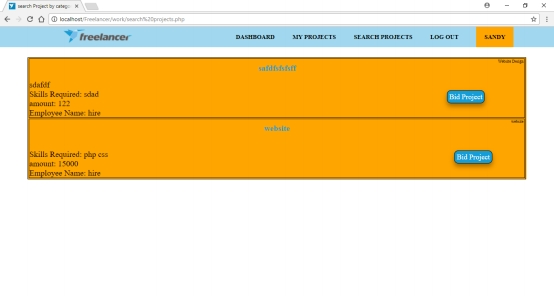 search Project by catego
localhost/Freelancer/work/search%20projects.php
freelancer
DASHBOARD
MY PROJECTS
SEARCH PROJECTS
LOG OUT
SANDY
Website Design
sdafdf
Skills Required: sdad
amount: 122
Employee Name: hire
Bid Project
website
website
Skills Required: php css
amount: 15000
Employee Name: hire
Bid Project